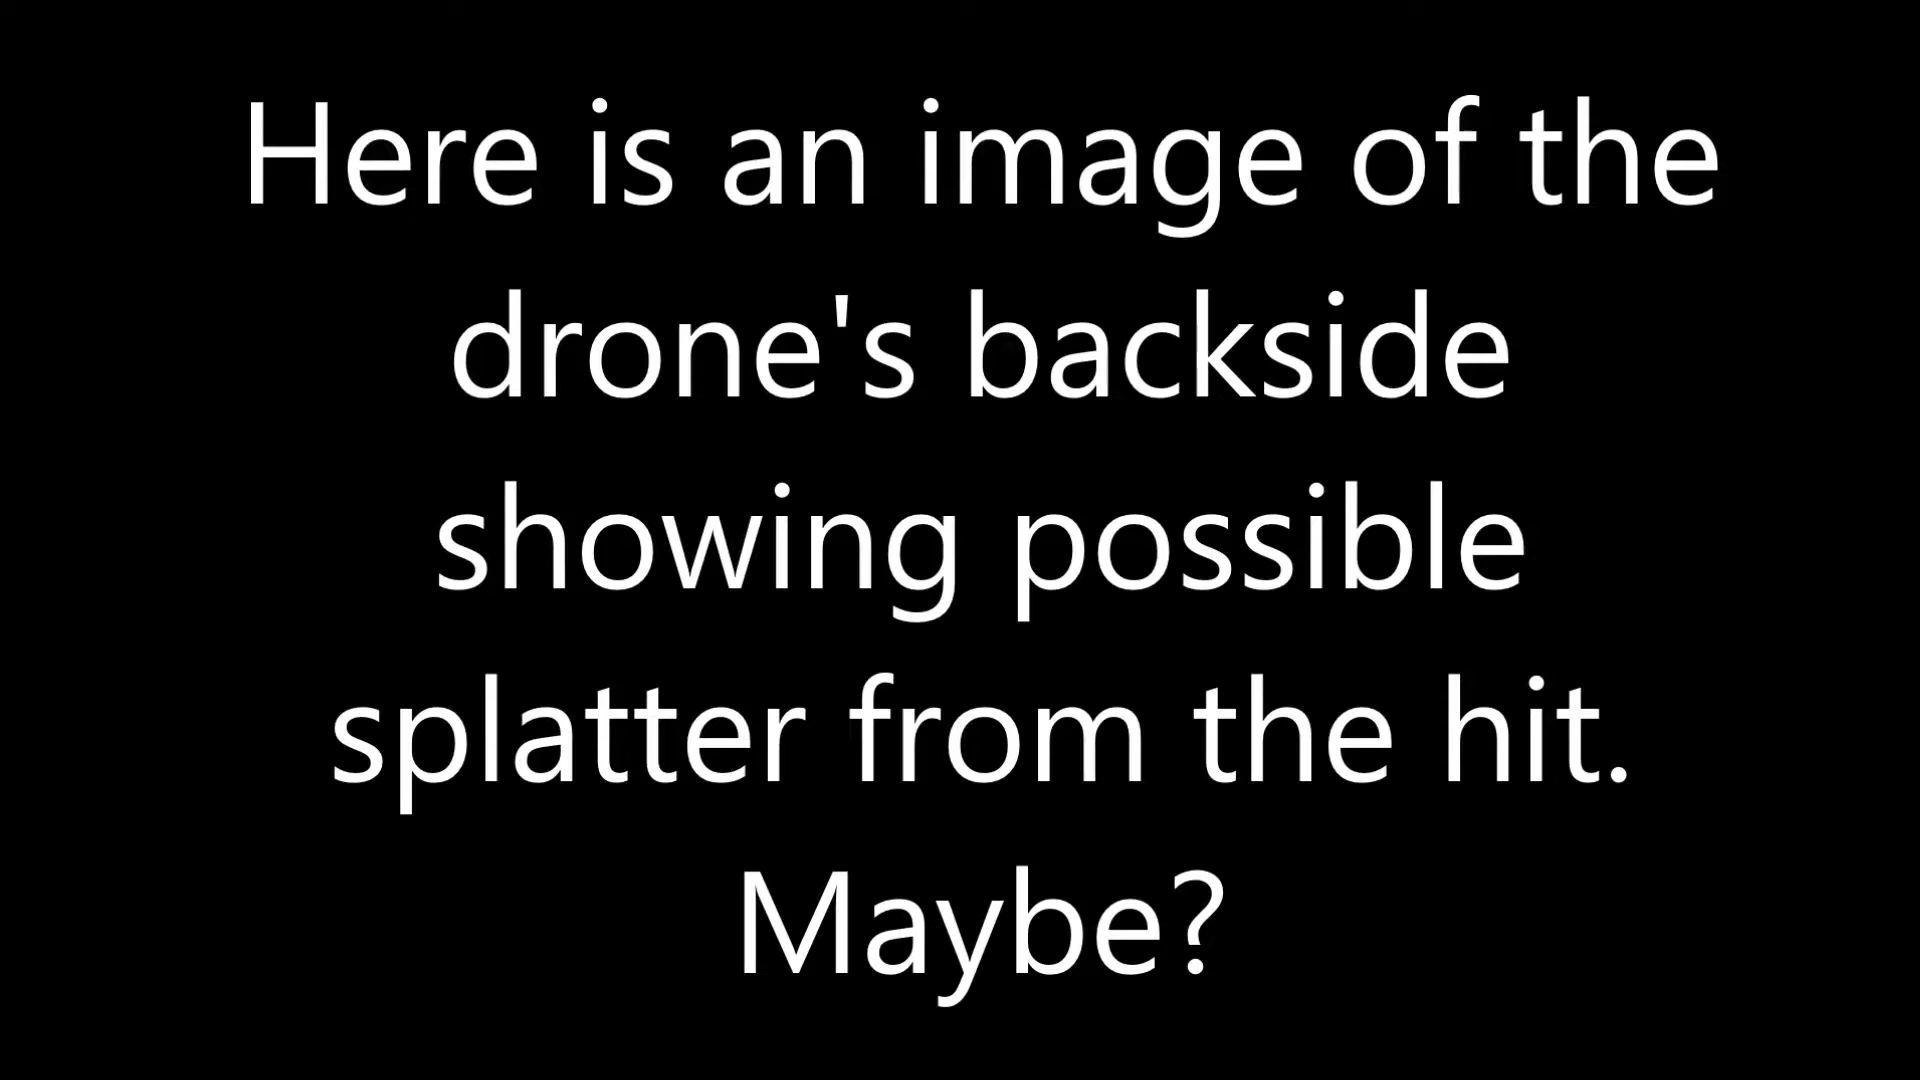 Here is an image of the
drone's backside
showing possible
splatter from the hit.
Maybe?